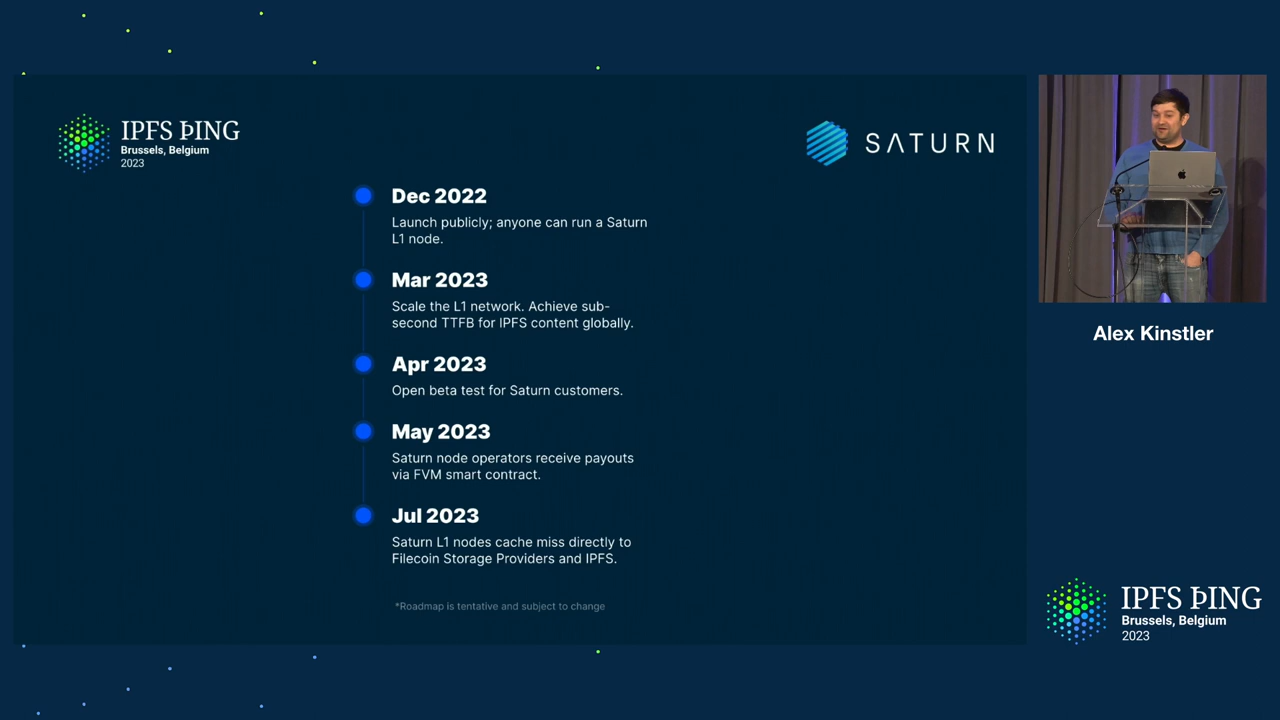 IPFS ÞING
Brussels, Belgium
2023
SATURN
Dec 2022
Launch publicly; anyone can run a Saturn
L1 node.
Mar 2023
Scale the L1 network. Achieve sub-
second TTFB for IPFS content globally.
Apr 2023
Open beta test for Saturn customers.
May 2023
Saturn node operators receive payouts
via FVM smart contract.
Jul 2023
Saturn L1 nodes cache miss directly to
Filecoin Storage Providers and IPFS.
*Roadmap is tentative and subject to change
Alex Kinstler
IPFS ÞING
Brussels, Belgium
2023